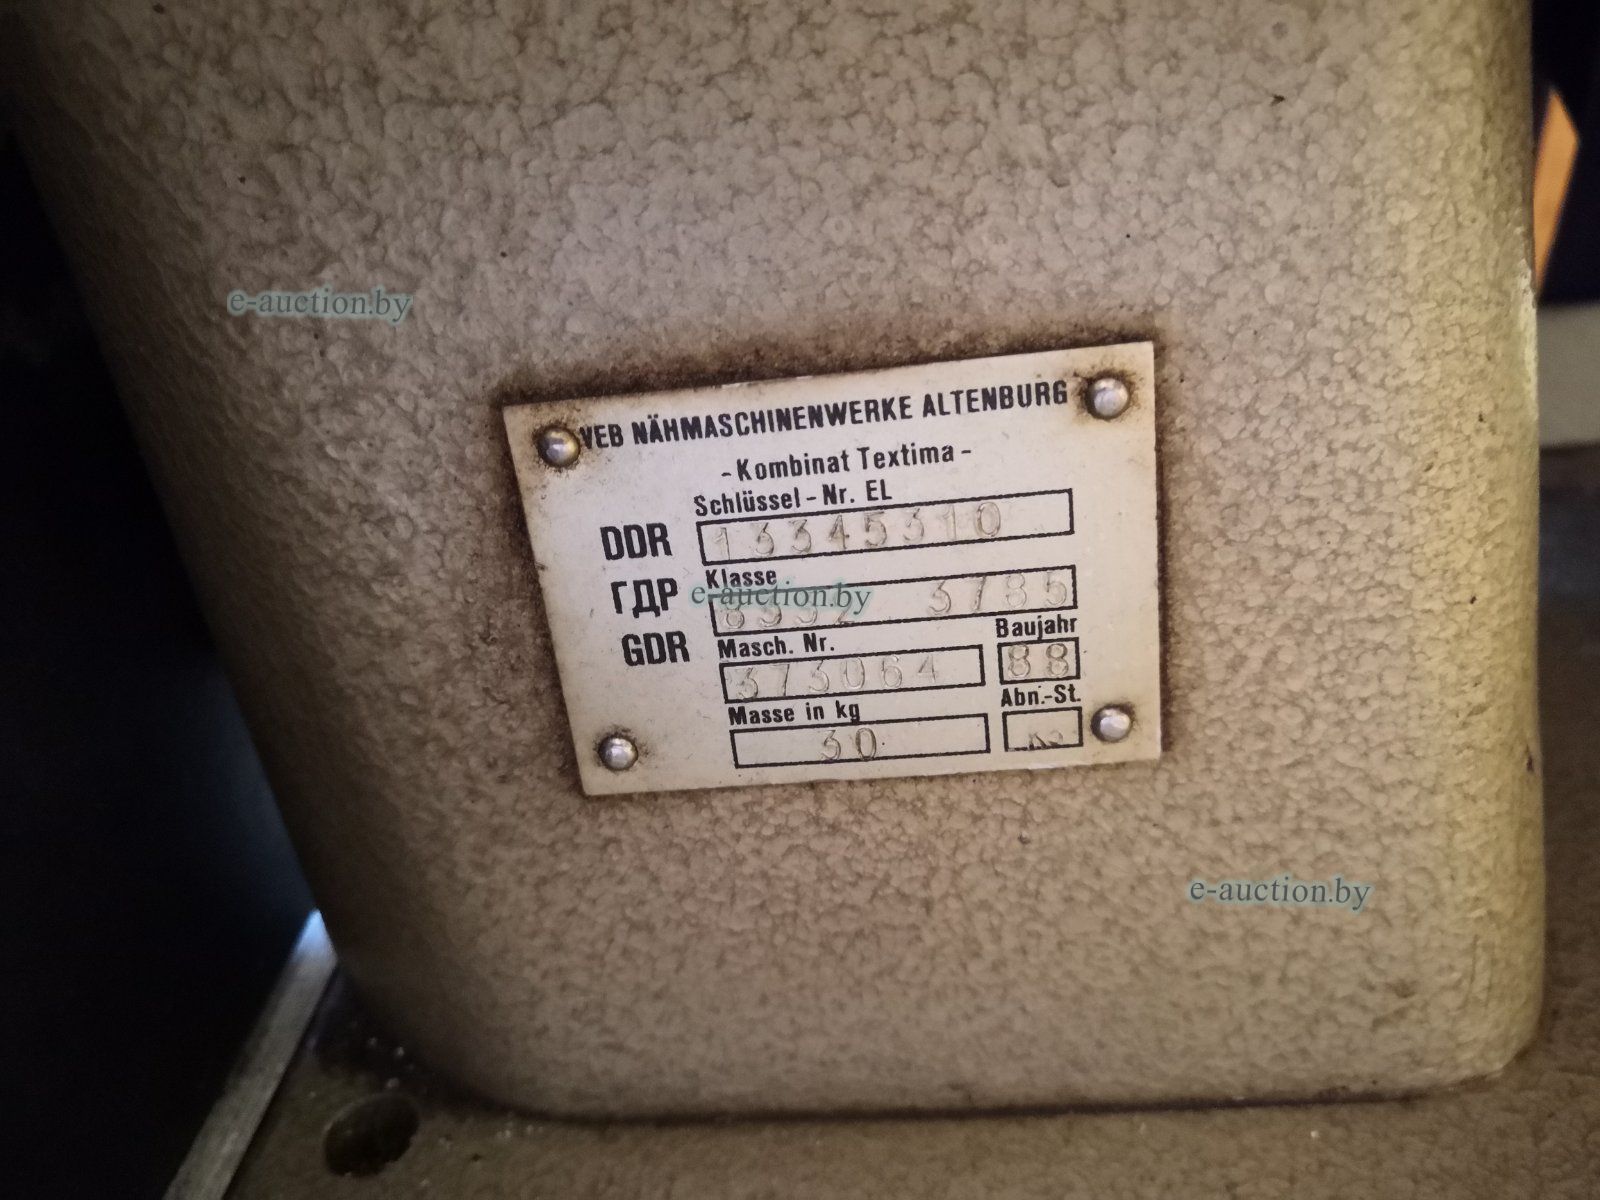 e-auction.by
VEB NÄHMASCHINENWERKE ALTENBURG
- Kombinat Textima -
Schlüssel - Nr. EL
DDR 13345310
Klasse
e-auction.by
ГДР 8332 3785
Masch. Nr. Baujahr
GDR 373064 88
Masse in kg Abn.-St.
30
e-auction.by